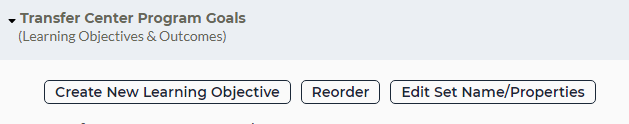 Transfer Center Program Goals
(Learning Objectives & Outcomes)
Create New Learning Objective Reorder Edit Set Name/Properties